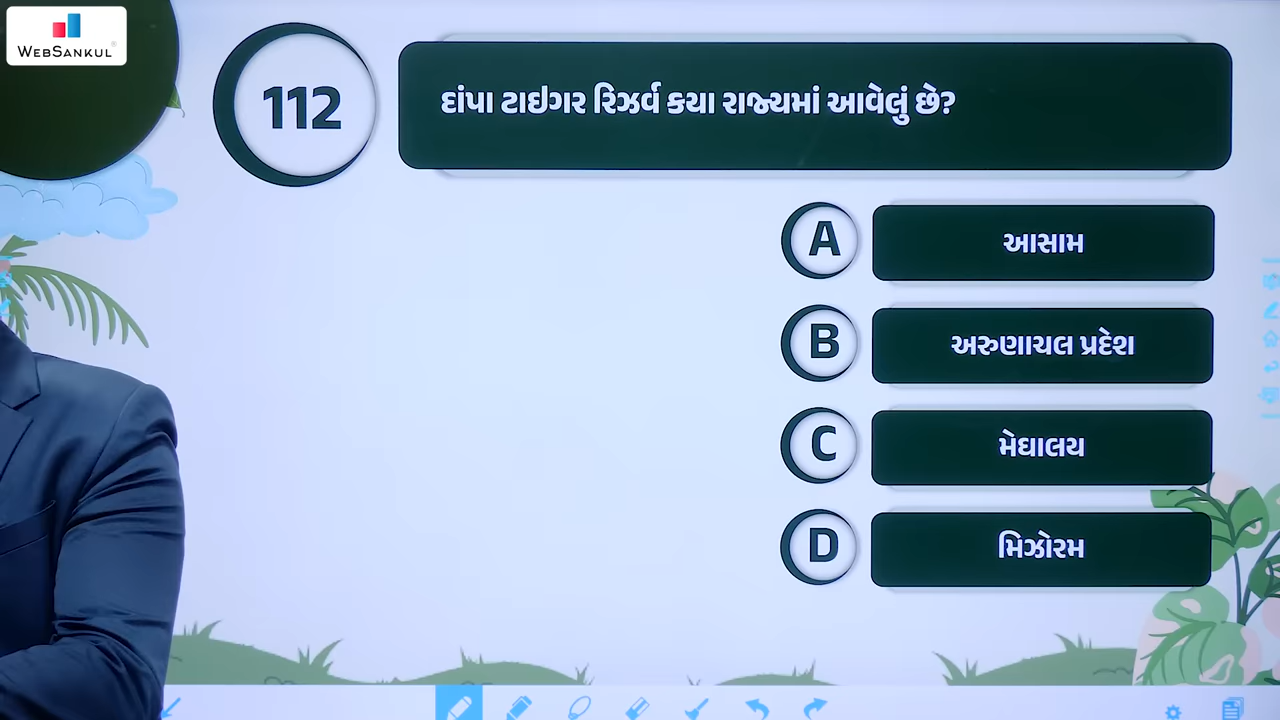 WEBSANKUL
112
દાંપા ટાઇગર રિઝર્વ કયા રાજ્યમાં આવેલું છે?
A
આસામ
B
અરુણાચલ પ્રદેશ
C
મેઘાલય
D
મિઝોરમ